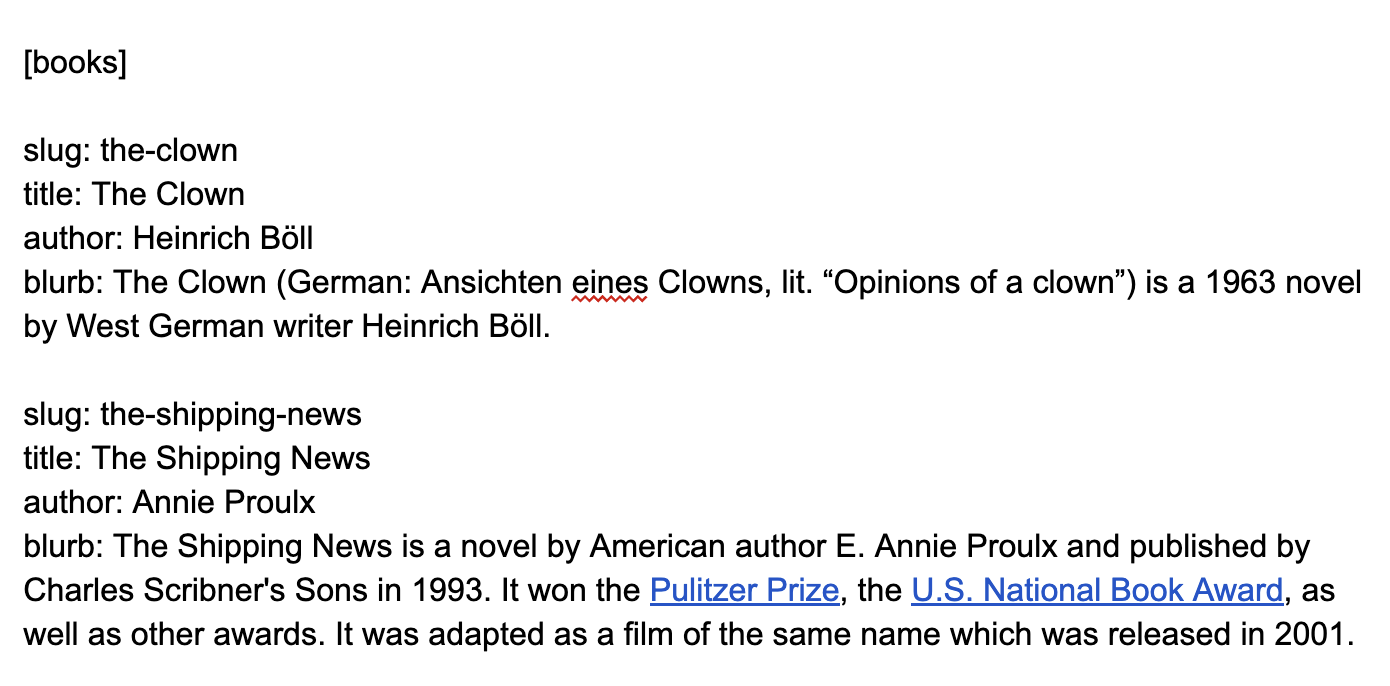 [books]
slug: the-clown
title: The Clown
author: Heinrich Böll
blurb: The Clown (German: Ansichten eines Clowns, lit. “Opinions of a clown”) is a 1963 novel
by West German writer Heinrich Böll.
slug: the-shipping-news
title: The Shipping News
author: Annie Proulx
blurb: The Shipping News is a novel by American author E. Annie Proulx and published by
Charles Scribner's Sons in 1993. It won the Pulitzer Prize, the U.S. National Book Award, as
well as other awards. It was adapted as a film of the same name which was released in 2001.